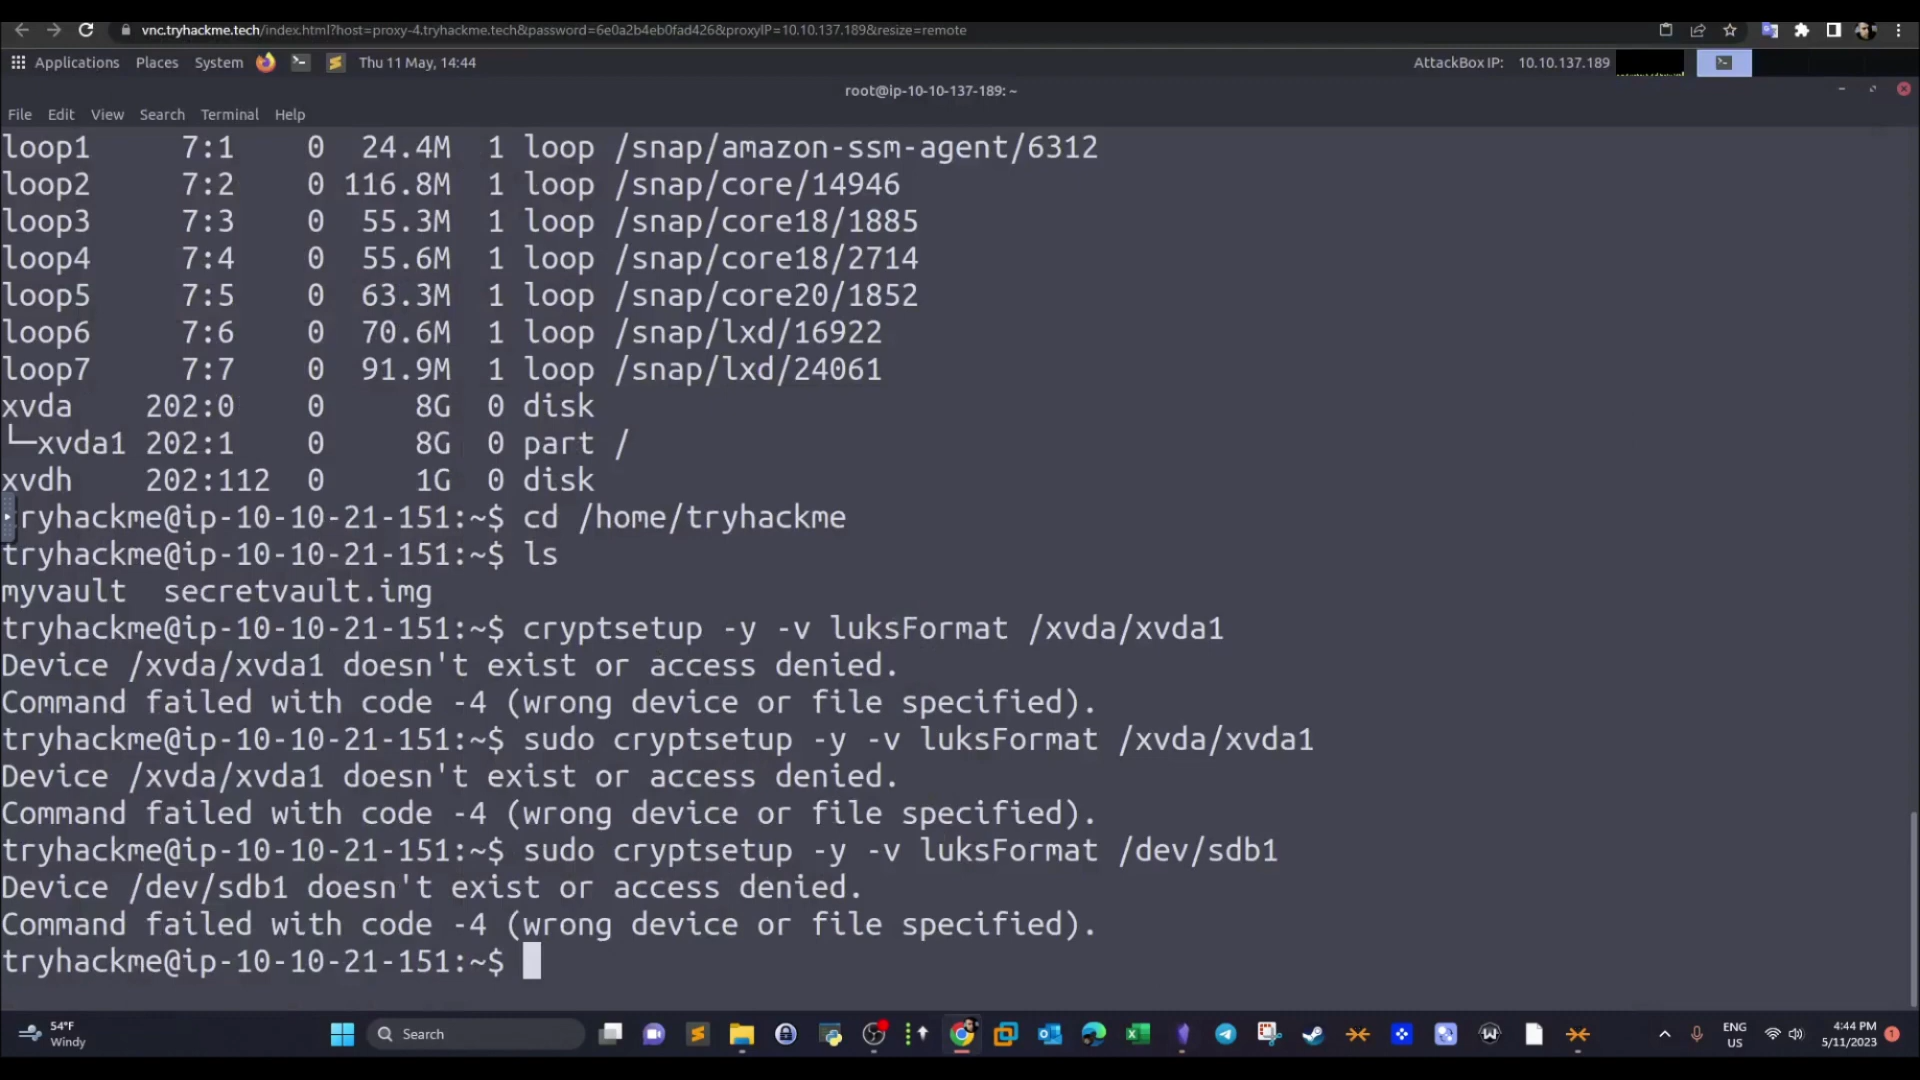 vnc.tryhackme.tech/index.html?host=proxy-4.tryhackme.tech&password=6e0a2b4eb0fad426&proxyIP=10.10.137.189&resize=remote
Applications Places System Thu 11 May, 14:44 AttackBox IP: 10.10.137.189
root@ip-10-10-137-189: ~
File Edit View Search Terminal Help
loop1 7:1 0 24.4M 1 loop /snap/amazon-ssm-agent/6312
loop2 7:2 0 116.8M 1 loop /snap/core/14946
loop3 7:3 0 55.3M 1 loop /snap/core18/1885
loop4 7:4 0 55.6M 1 loop /snap/core18/2714
loop5 7:5 0 63.3M 1 loop /snap/core20/1852
loop6 7:6 0 70.6M 1 loop /snap/lxd/16922
loop7 7:7 0 91.9M 1 loop /snap/lxd/24061
xvda 202:0 0 8G 0 disk
└─xvda1 202:1 0 8G 0 part /
xvdh 202:112 0 1G 0 disk
ryhackme@ip-10-10-21-151:~$ cd /home/tryhackme
tryhackme@ip-10-10-21-151:~$ ls
myvault secretvault.img
tryhackme@ip-10-10-21-151:~$ cryptsetup -y -v luksFormat /xvda/xvda1
Device /xvda/xvda1 doesn't exist or access denied.
Command failed with code -4 (wrong device or file specified).
tryhackme@ip-10-10-21-151:~$ sudo cryptsetup -y -v luksFormat /xvda/xvda1
Device /xvda/xvda1 doesn't exist or access denied.
Command failed with code -4 (wrong device or file specified).
tryhackme@ip-10-10-21-151:~$ sudo cryptsetup -y -v luksFormat /dev/sdb1
Device /dev/sdb1 doesn't exist or access denied.
Command failed with code -4 (wrong device or file specified).
tryhackme@ip-10-10-21-151:~$
54°F
Windy
Search
ENG
US
4:44 PM
5/11/2023
1